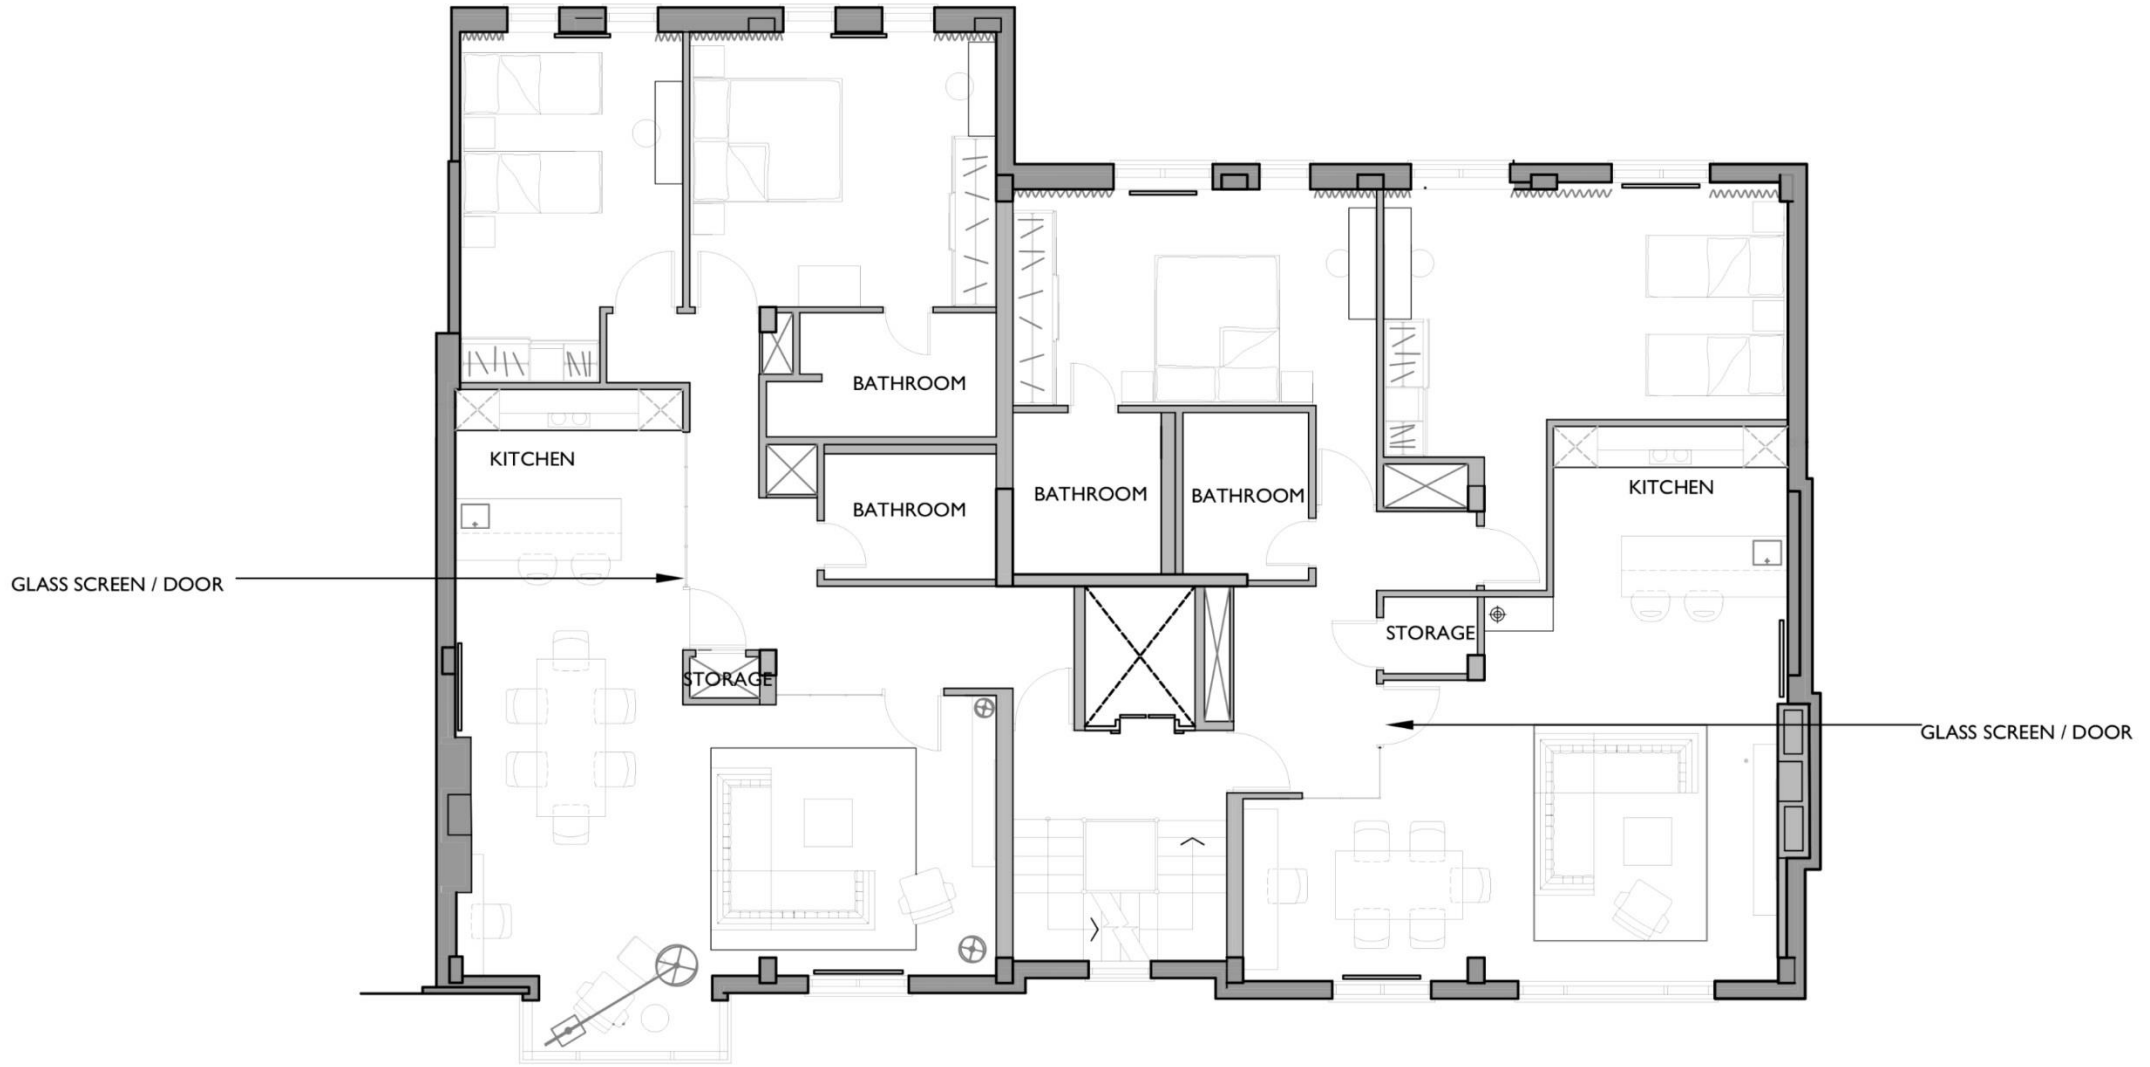 BATHROOM
KITCHEN
BATHROOM
BATHROOM
BATHROOM
KITCHEN
GLASS SCREEN / DOOR
STORAGE
STORAGE
GLASS SCREEN / DOOR